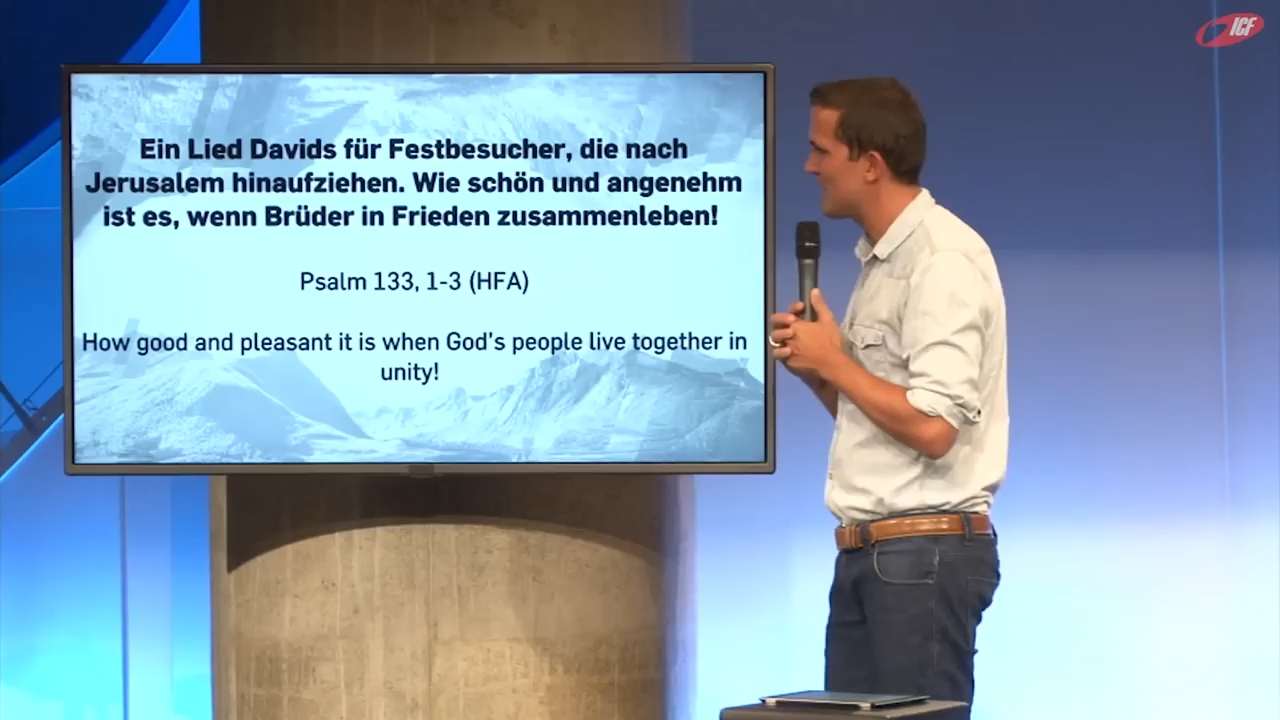 ICF
Ein Lied Davids für Festbesucher, die nach
Jerusalem hinaufziehen. Wie schön und angenehm
ist es, wenn Brüder in Frieden zusammenleben!
Psalm 133, 1-3 (HFA)
How good and pleasant it is when God's people live together in
unity!